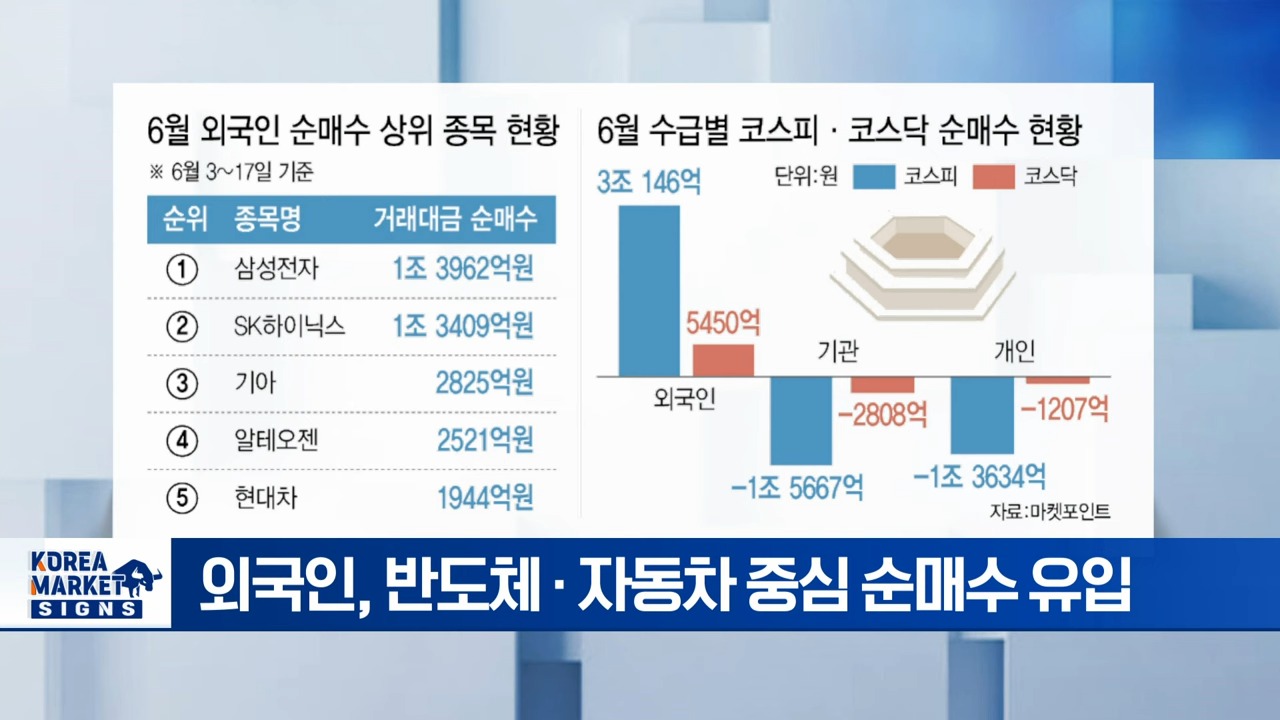 6월 외국인 순매수 상위 종목 현황
※ 6월 3~17일 기준
순위 종목명 거래대금 순매수
① 삼성전자 1조 3962억원
② SK하이닉스 1조 3409억원
③ 기아 2825억원
④ 알테오젠 2521억원
⑤ 현대차 1944억원
6월 수급별 코스피·코스닥 순매수 현황
단위:원 코스피 코스닥
3조 146억
5450억
외국인
기관
-1조 5667억
-2808억
개인
-1조 3634억
-1207억
자료:마켓포인트
KOREA
MARKET
SIGNS
외국인, 반도체·자동차 중심 순매수 유입